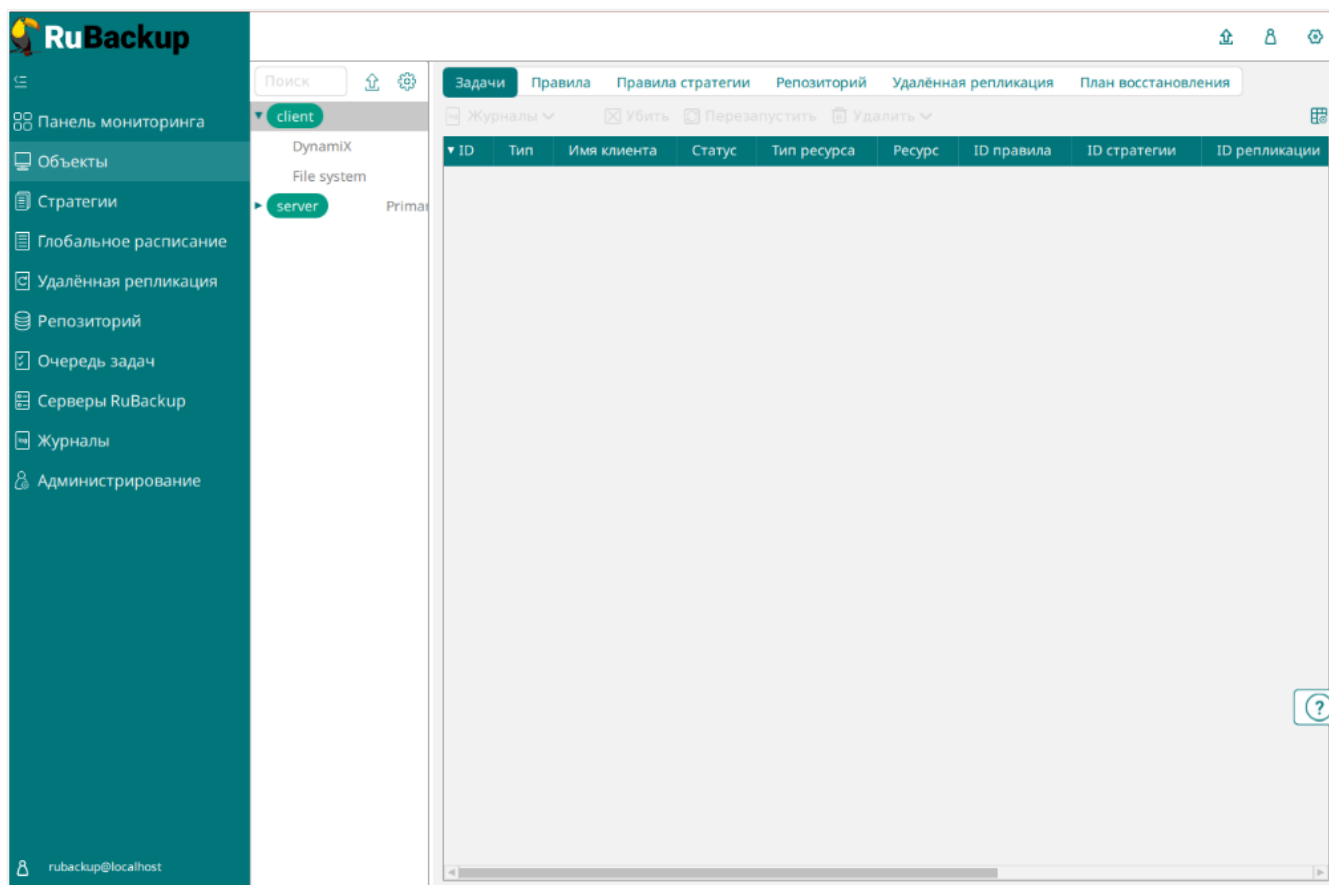 RuBackup
Поиск
Задачи Правила Правила стратегии Репозиторий Удалённая репликация План восстановления
Журналы Убить Перезапустить Удалить
Панель мониторинга
Объекты
Стратегии
Глобальное расписание
Удалённая репликация
Репозиторий
Очередь задач
Серверы RuBackup
Журналы
Администрирование
rubackup@localhost
client
DynamiX
File system
server Primar
ID Тип Имя клиента Статус Тип ресурса Ресурс ID правила ID стратегии ID репликации
?